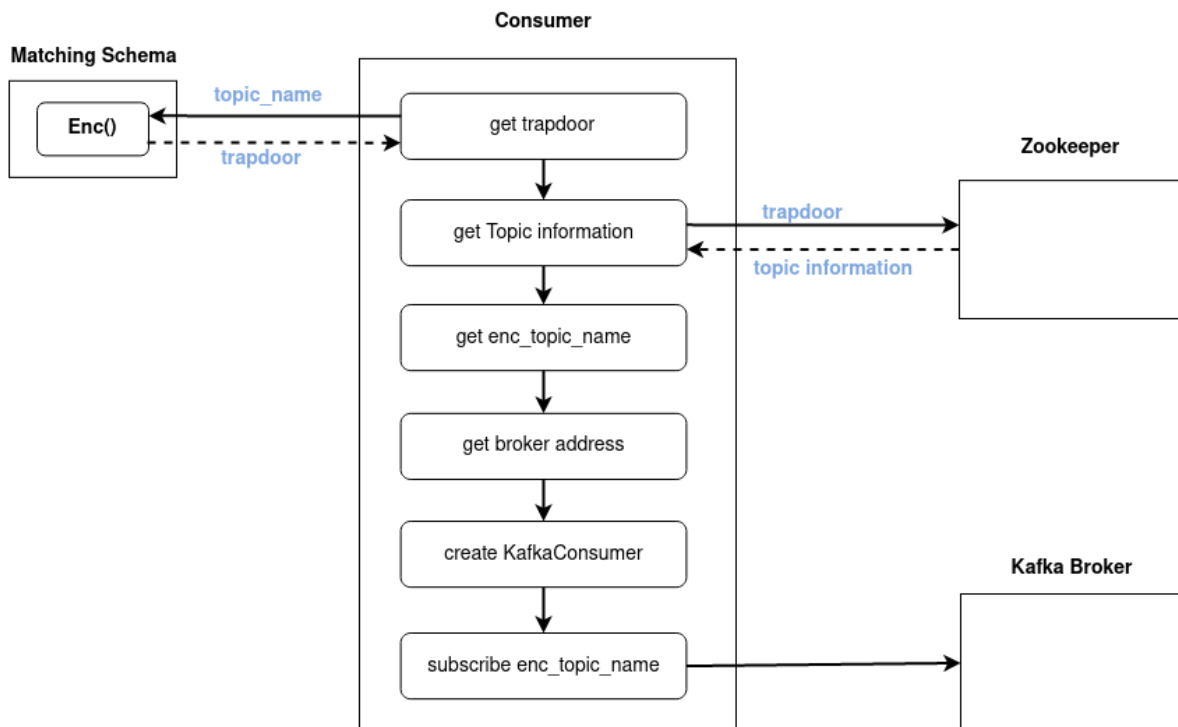 Consumer
Matching Schema
topic_name
Enc()
get trapdoor
trapdoor
Zookeeper
get Topic information
trapdoor
topic information
get enc_topic_name
get broker address
create KafkaConsumer
Kafka Broker
subscribe enc_topic_name